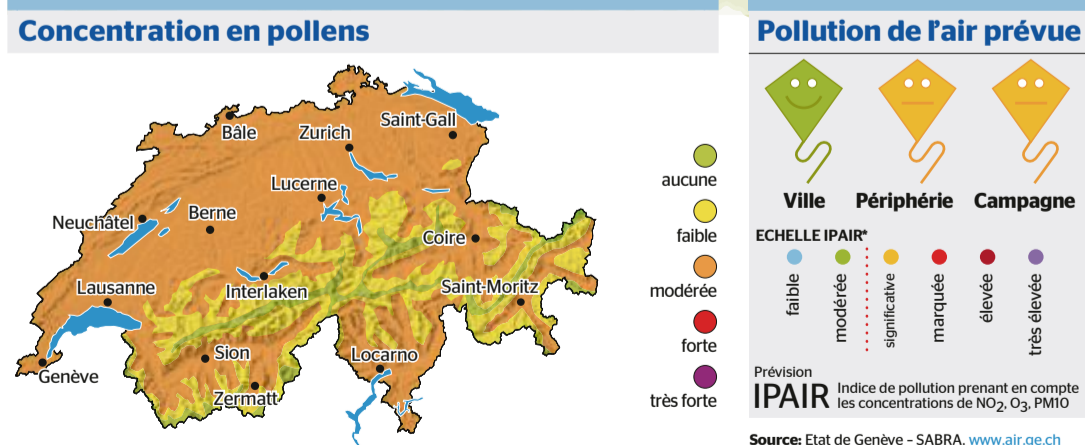 Concentration en pollens
Bâle
Zurich
Saint-Gall
Lucerne
Neuchâtel
Berne
Coire
Lausanne
Interlaken
Saint-Moritz
Sion
Locarno
Genève
Zermatt
aucune
faible
modérée
forte
très forte
Pollution de l'air prévue
Ville
Périphérie
Campagne
ECHELLE IPAIR*
faible
modérée
significative
marquée
élevée
très élevée
Prévision
IPAIR Indice de pollution prenant en compte
les concentrations de NO2, O3, PM10
Source: Etat de Genève – SABRA, www.air.ge.ch